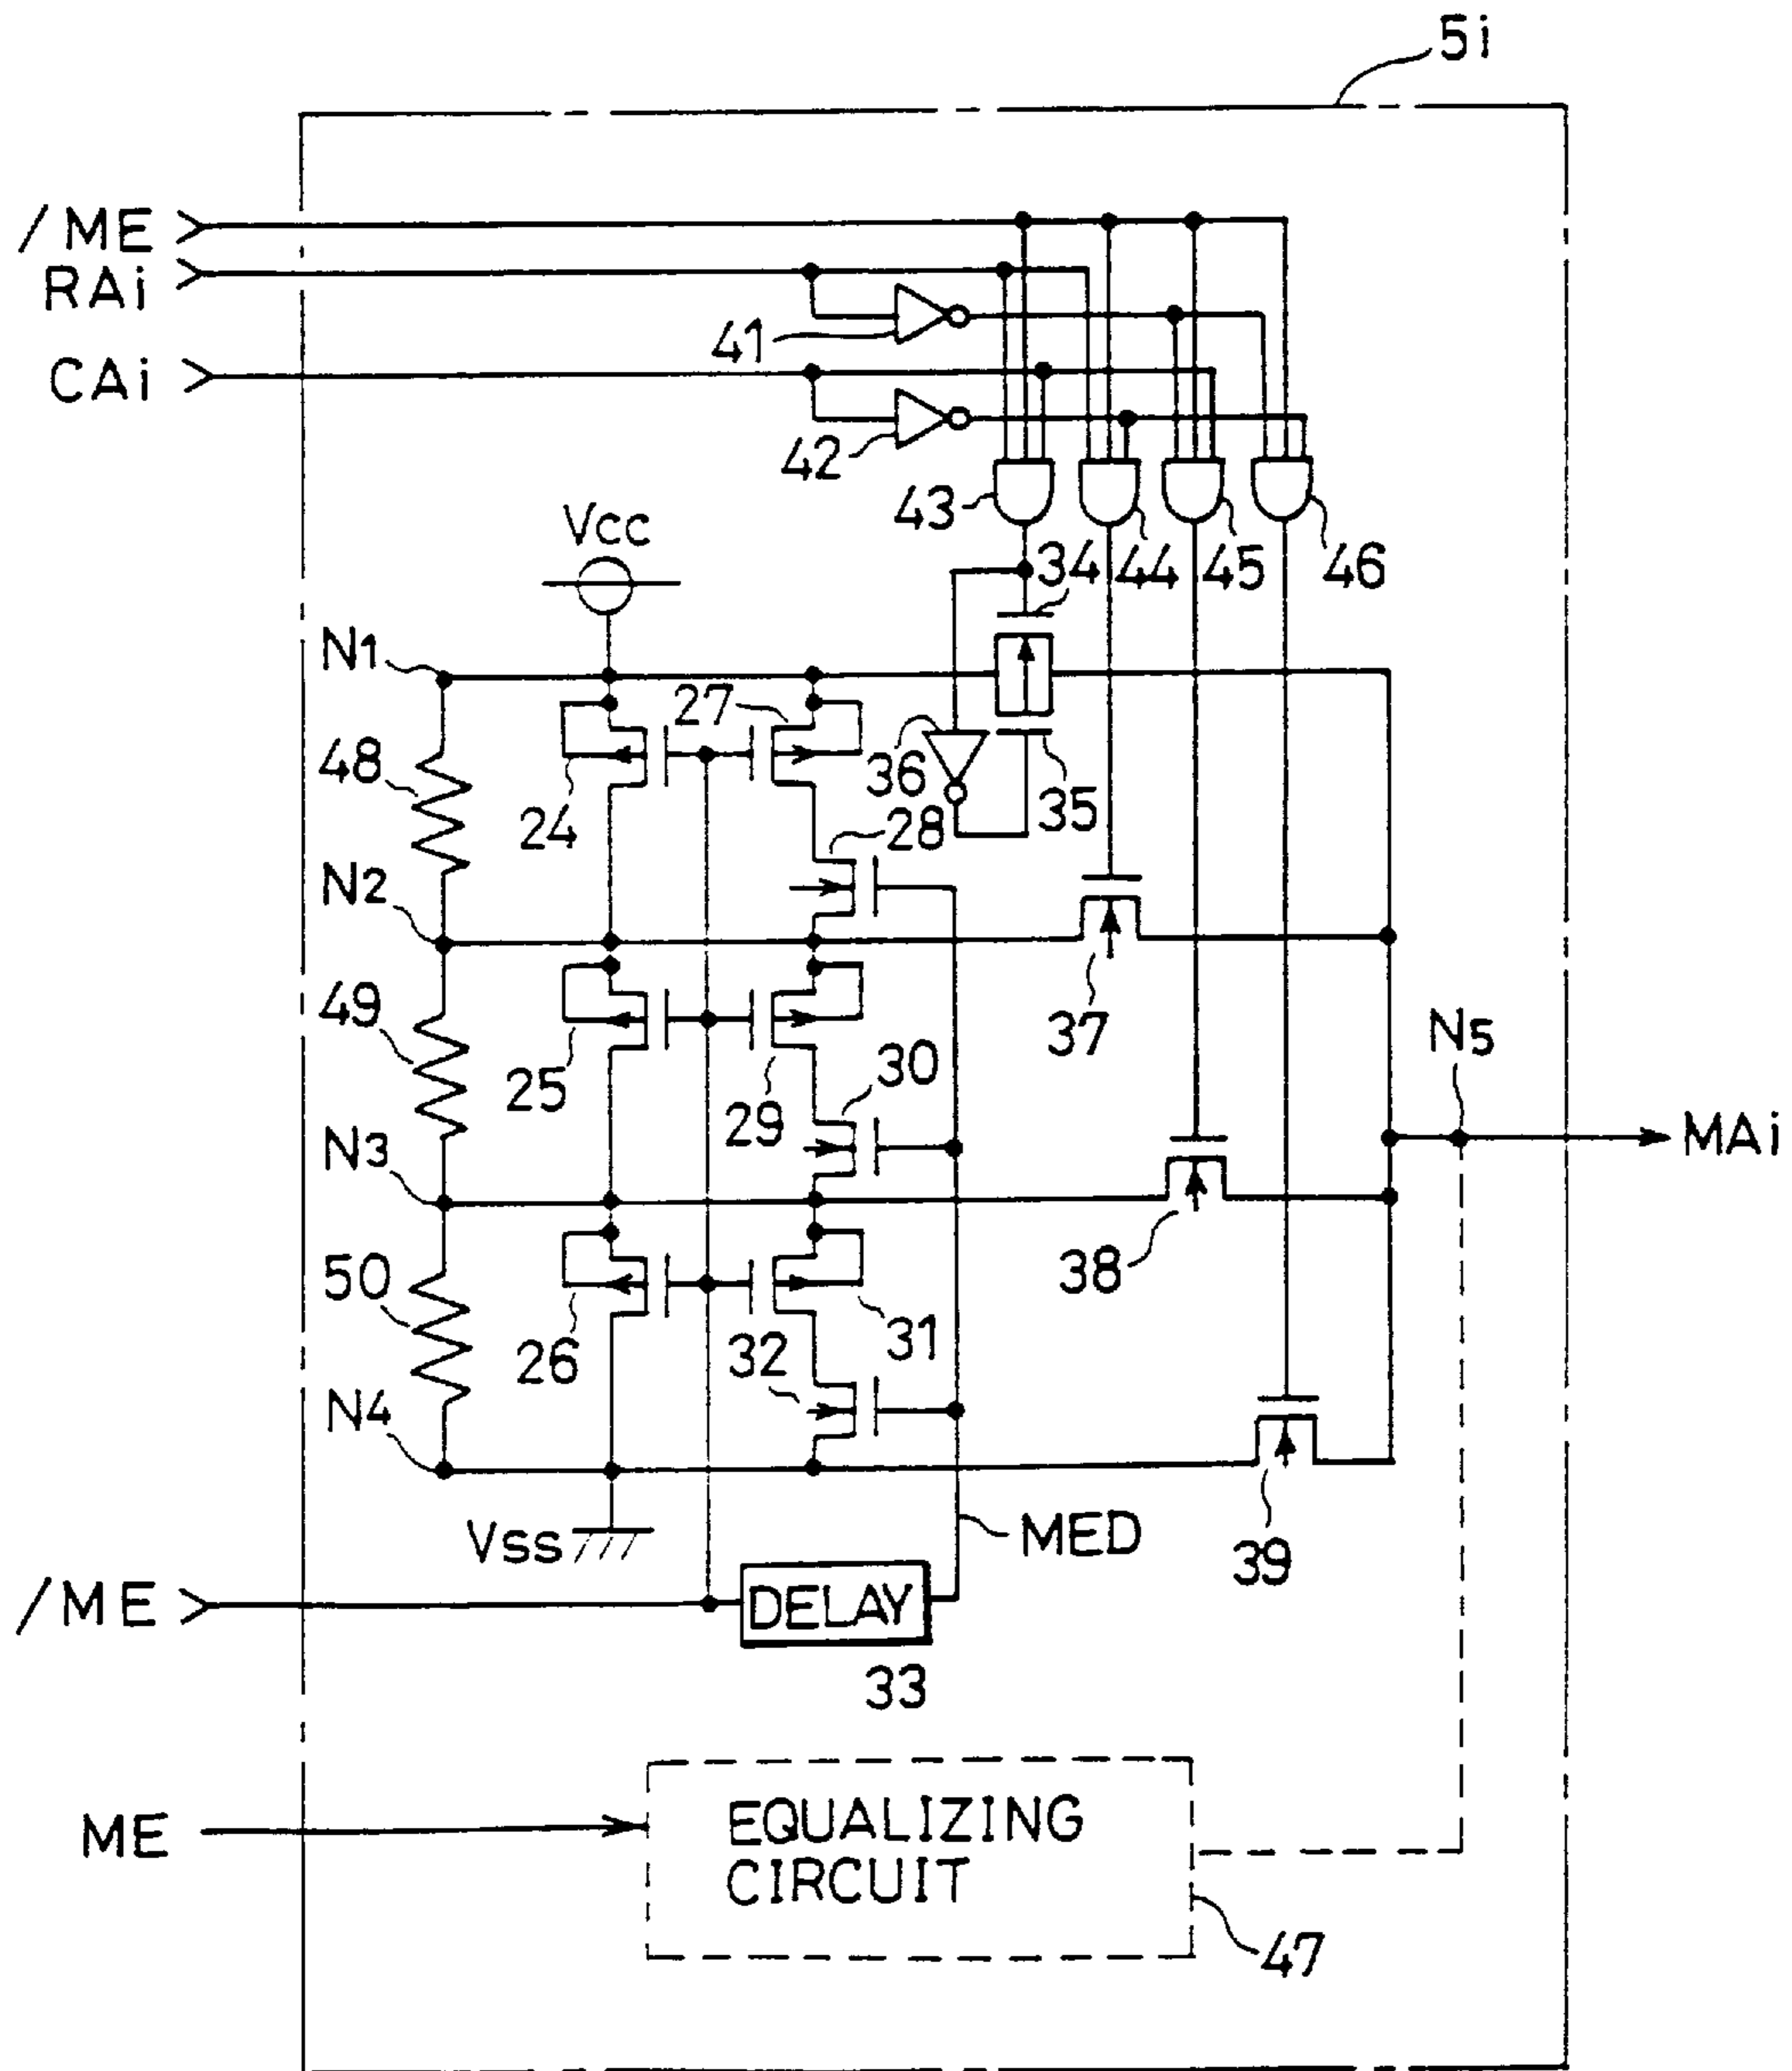 5i
/ME
RAi
41
CAi
42
43
44
45
46
Vcc
34
N1
27
36
35
48
24
28
N2
37
49
25
29
30
N5
N3
MAi
38
50
26
32
31
N4
39
Vss
MED
/ME
DELAY
33
ME
EQUALIZING
CIRCUIT
47